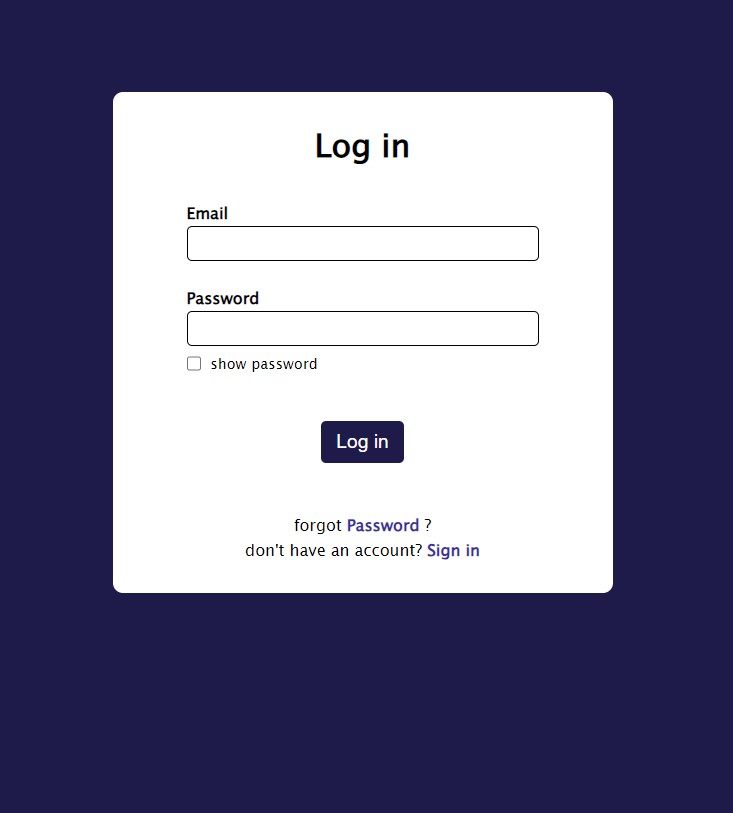 Log in
Email
Password
show password
Log in
forgot Password ?
don't have an account? Sign in